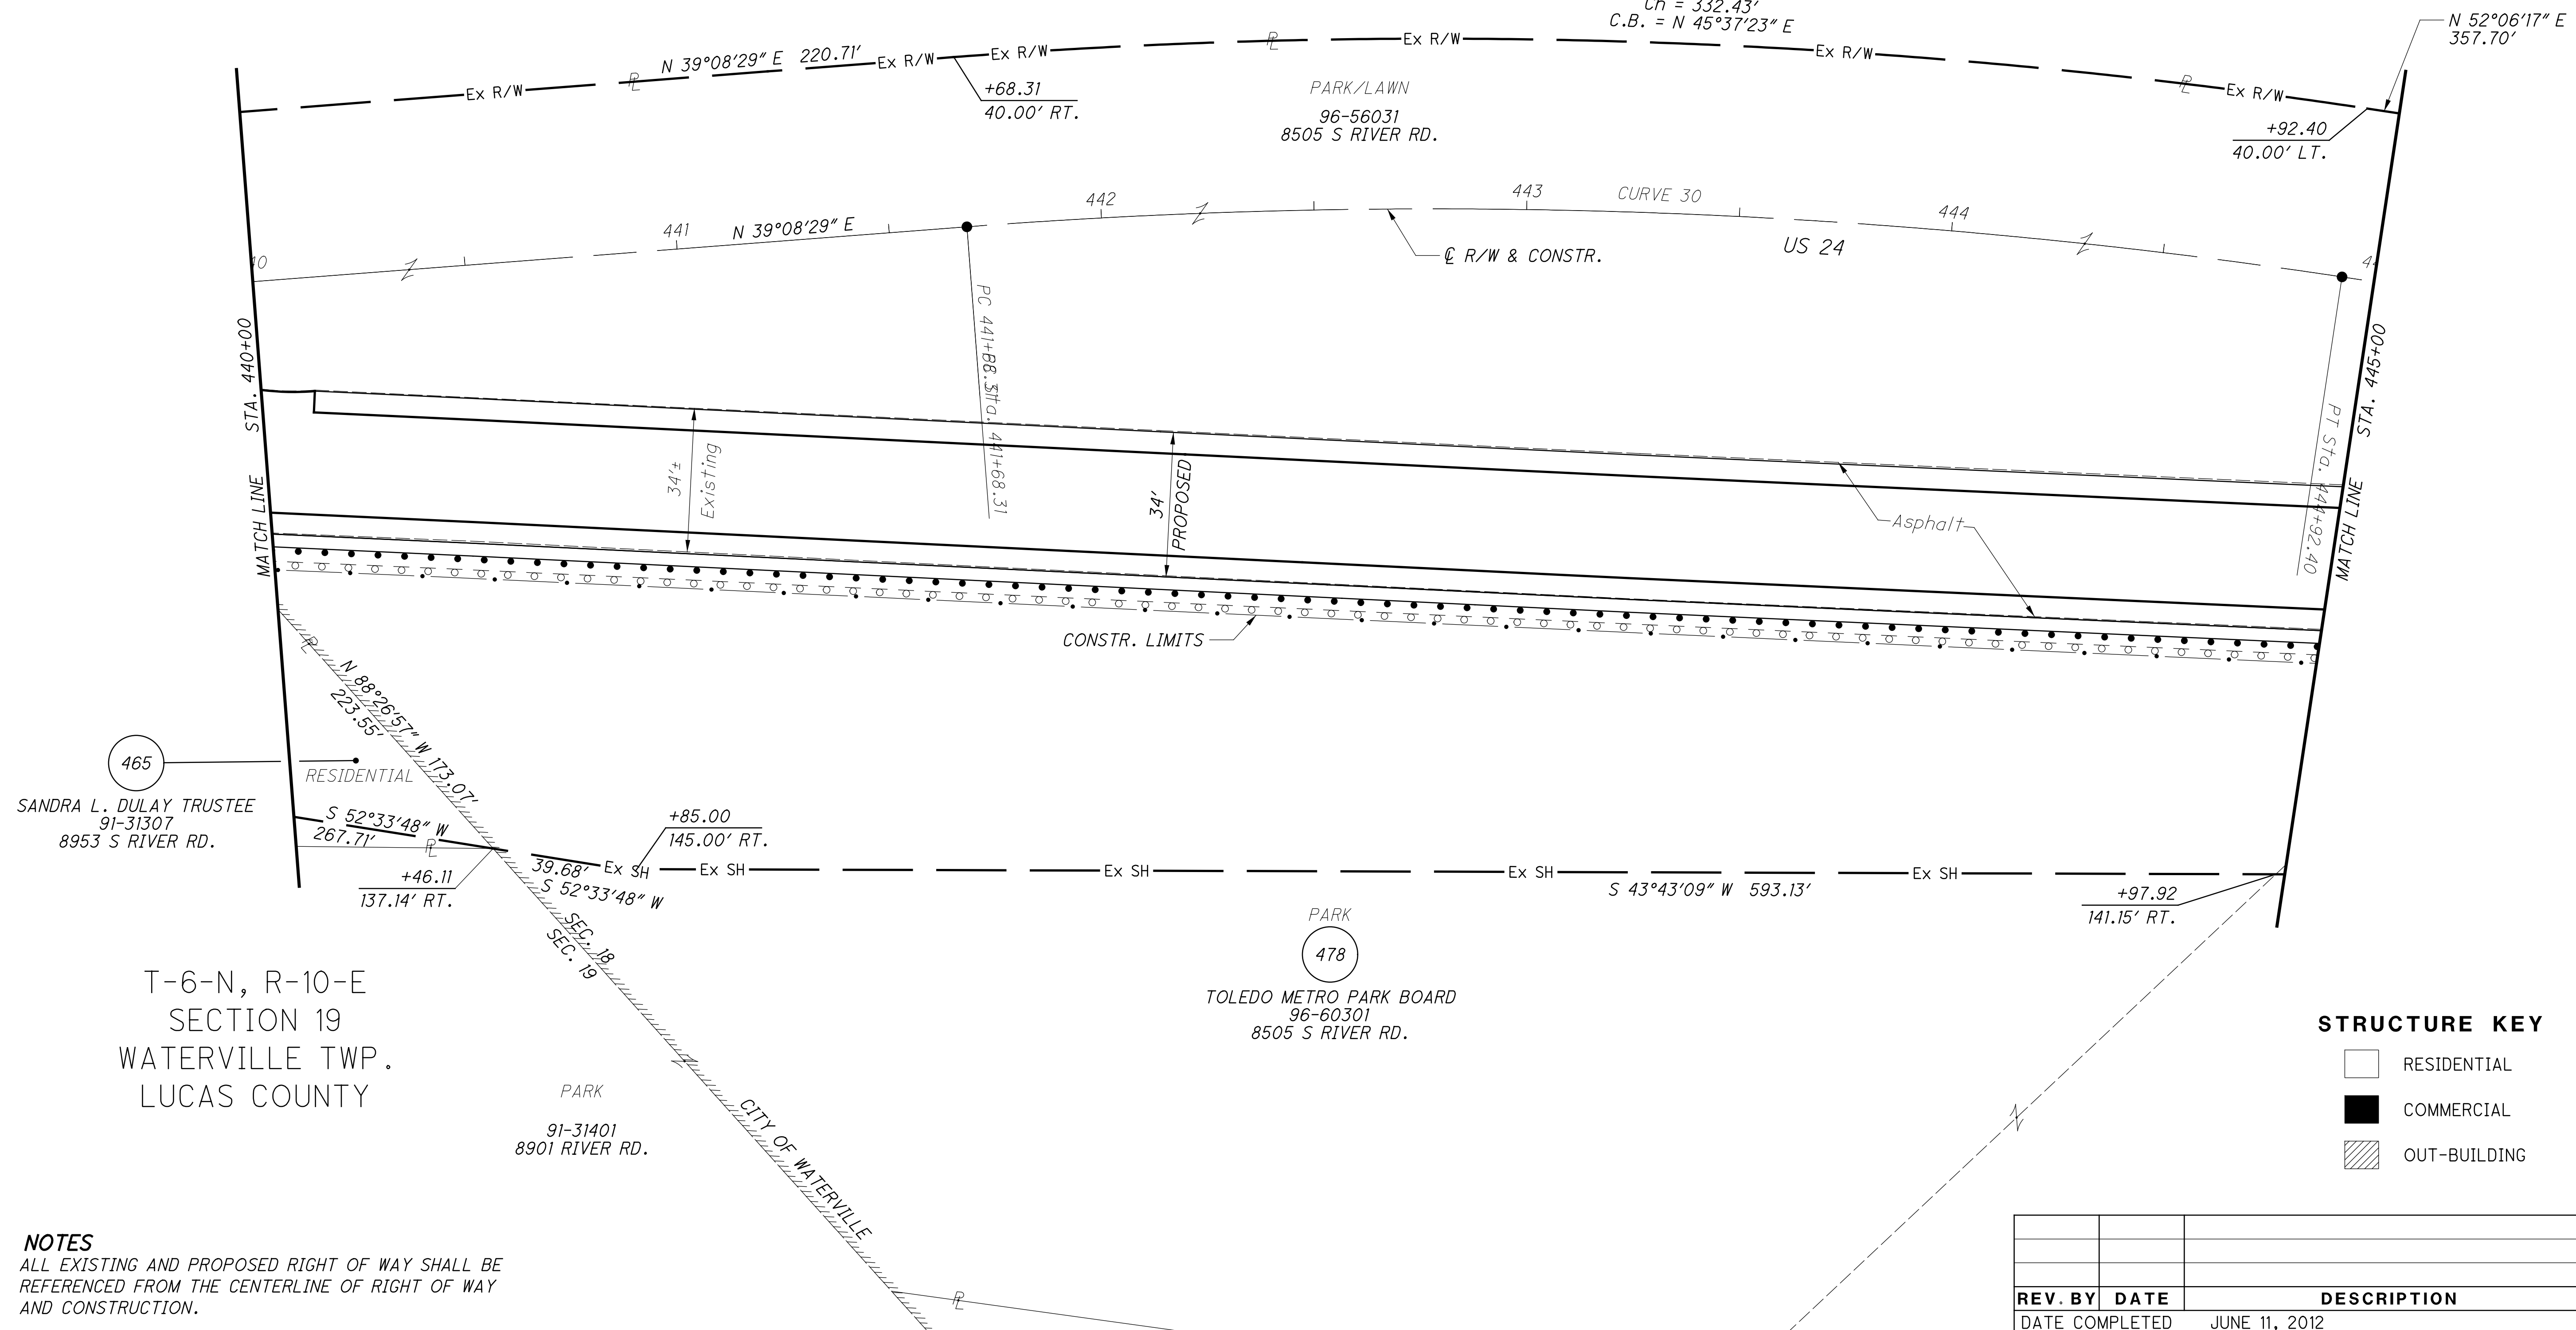 Ch = 332.43'
C.B. = N 45°37'23" E
N 52°06'17" E
357.70'
N 39°08'29" E 220.71'
Ex R/W
Ex R/W
Ex R/W
Ex R/W
Ex R/W
Ex R/W
+68.31
40.00' RT.
PARK/LAWN
96-56031
8505 S RIVER RD.
+92.40
40.00' LT.
441
N 39°08'29" E
442
443
CURVE 30
444
US 24
℄ R/W & CONSTR.
MATCH LINE STA. 440+00
PC Sta. 441+68.31
PT Sta. 444+92.40
MATCH LINE STA. 445+00
34'±
Existing
34'
PROPOSED
Asphalt
CONSTR. LIMITS
N 88°26'57" W 173.07'
223.55'
465
RESIDENTIAL
SANDRA L. DULAY TRUSTEE
91-31307
8953 S RIVER RD.
S 52°33'48" W
267.71'
+46.11
137.14' RT.
39.68'
S 52°33'48" W
+85.00
145.00' RT.
Ex SH
Ex SH
Ex SH
Ex SH
Ex SH
S 43°43'09" W 593.13'
+97.92
141.15' RT.
SEC. 18
SEC. 19
PARK
478
TOLEDO METRO PARK BOARD
96-60301
8505 S RIVER RD.
T-6-N, R-10-E
SECTION 19
WATERVILLE TWP.
LUCAS COUNTY
PARK
91-31401
8901 RIVER RD.
CITY OF WATERVILLE
STRUCTURE KEY
RESIDENTIAL
COMMERCIAL
OUT-BUILDING
NOTES
ALL EXISTING AND PROPOSED RIGHT OF WAY SHALL BE
REFERENCED FROM THE CENTERLINE OF RIGHT OF WAY
AND CONSTRUCTION.
REV. BY DATE DESCRIPTION
DATE COMPLETED JUNE 11, 2012